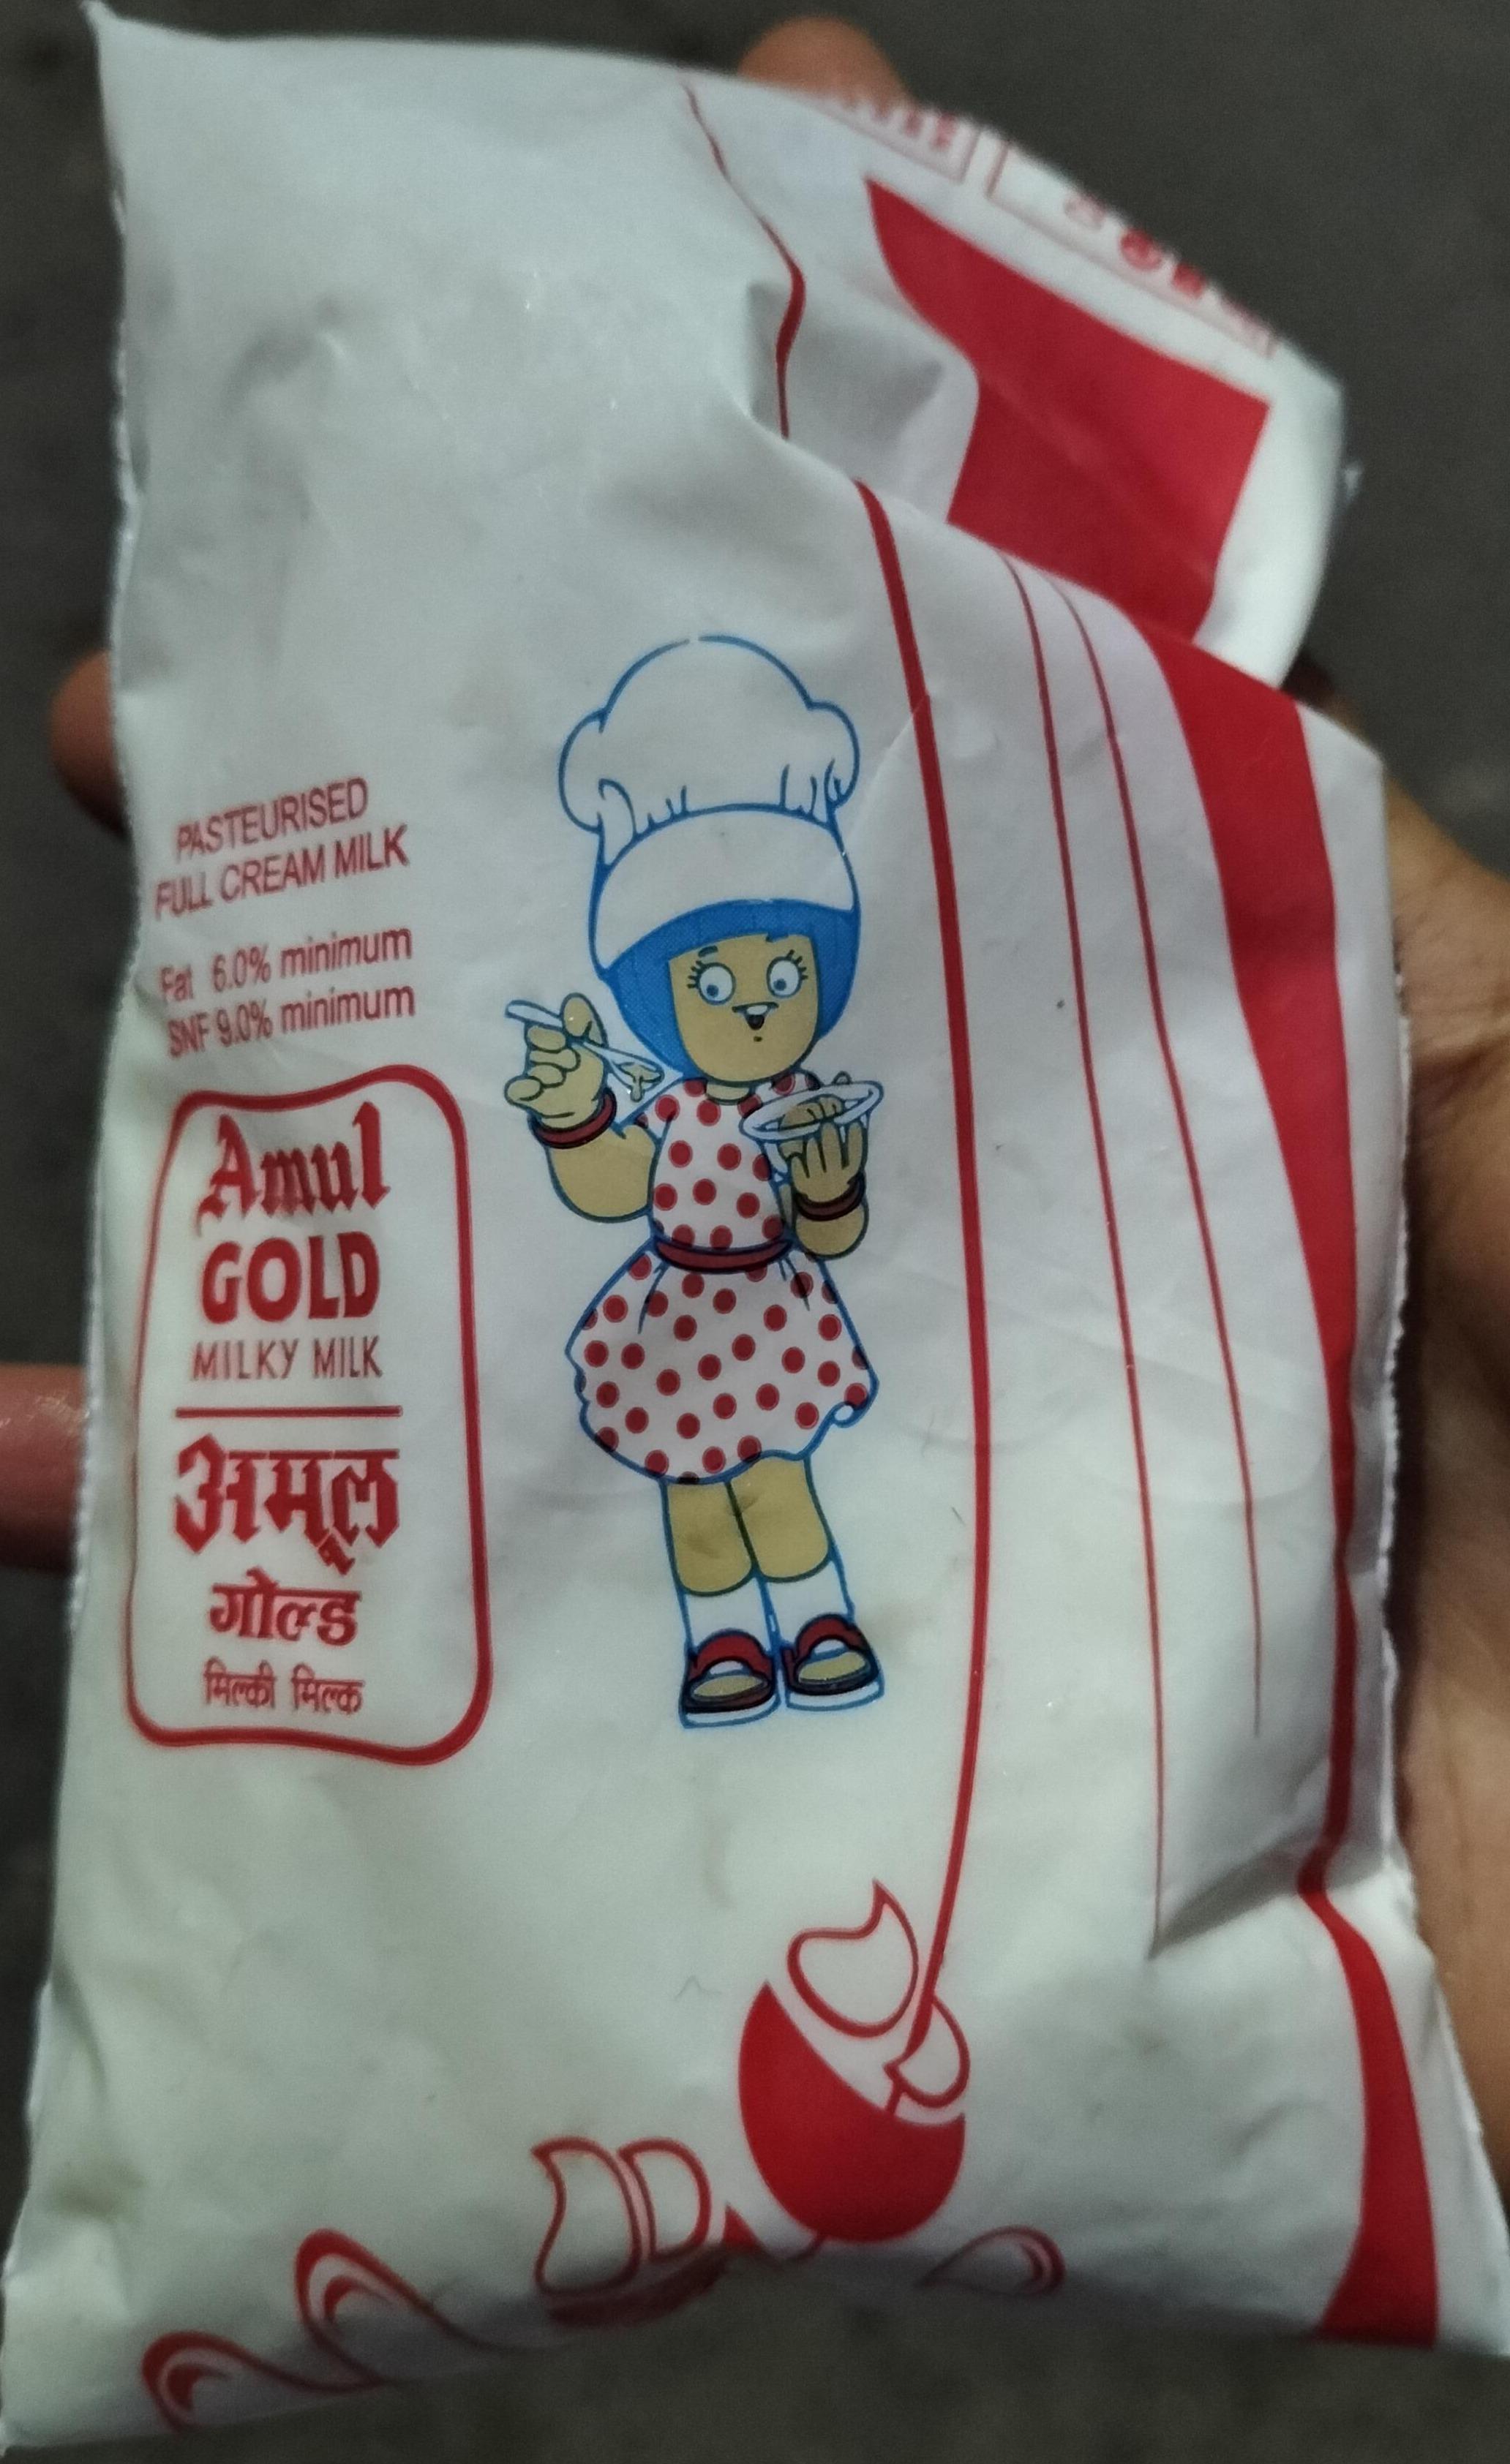 PASTEURISED
FULL CREAM MILK
Fat 6.0% minimum
SNF 9.0% minimum
Amul
GOLD
MILKY MILK
अमूल
गोल्ड
मिल्की मिल्क